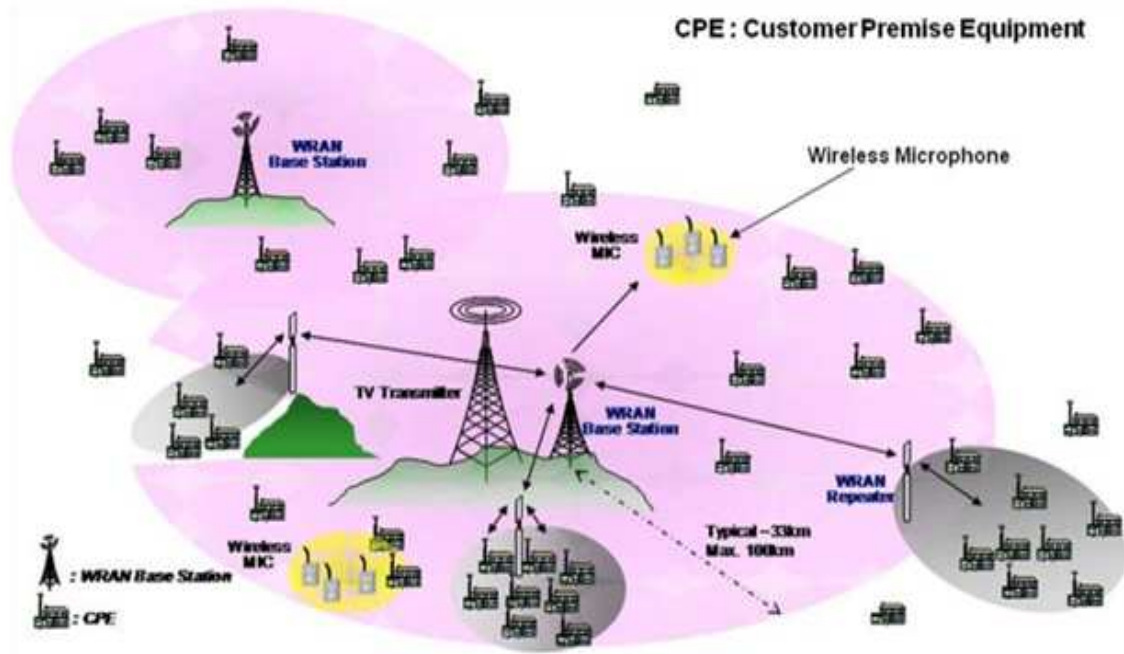 CPE : Customer Premise Equipment
WRAN
Base Station
Wireless Microphone
Wireless
MIC
TV Transmitter
WRAN
Base Station
WRAN
Repeater
Typical ~33km
Max. 100km
Wireless
MIC
: WRAN Base Station
: CPE